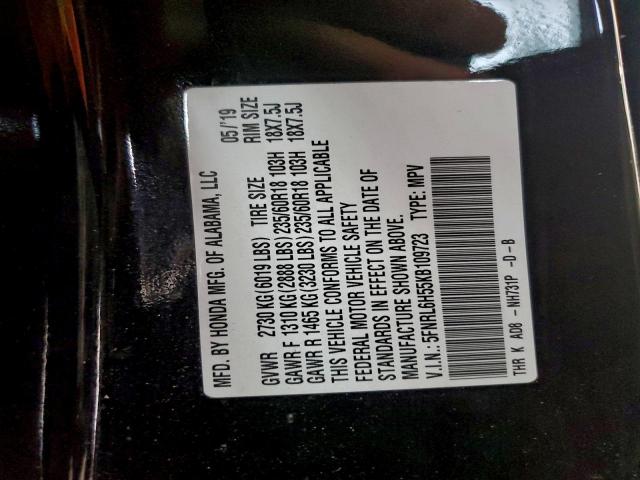 MFD. BY HONDA MFG. OF ALABAMA, LLC 05/'19
GVWR 2730 KG(6019 LBS) TIRE SIZE RIM SIZE
GAWR F 1310 KG(2888 LBS)235/60R18 103H 18X7.5J
GAWR R 1465 KG(3230 LBS)235/60R18 103H 18X7.5J
THIS VEHICLE CONFORMS TO ALL APPLICABLE
FEDERAL MOTOR VEHICLE SAFETY
STANDARDS IN EFFECT ON THE DATE OF
MANUFACTURE SHOWN ABOVE.
V.I.N.: 5FNRL6H55KB109723 TYPE: MPV
THR K AD8 -NH731P -D-B